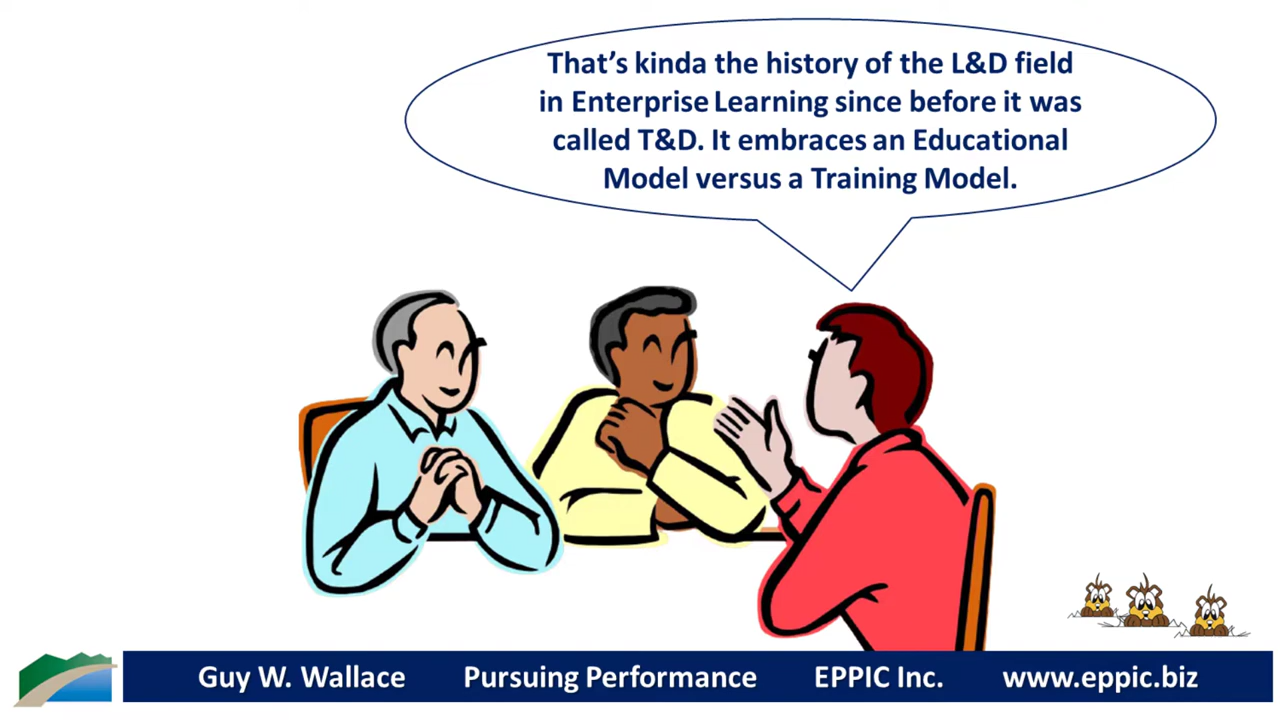 That's kinda the history of the L&D field
in Enterprise Learning since before it was
called T&D. It embraces an Educational
Model versus a Training Model.
Guy W. Wallace Pursuing Performance EPPIC Inc. www.eppic.biz